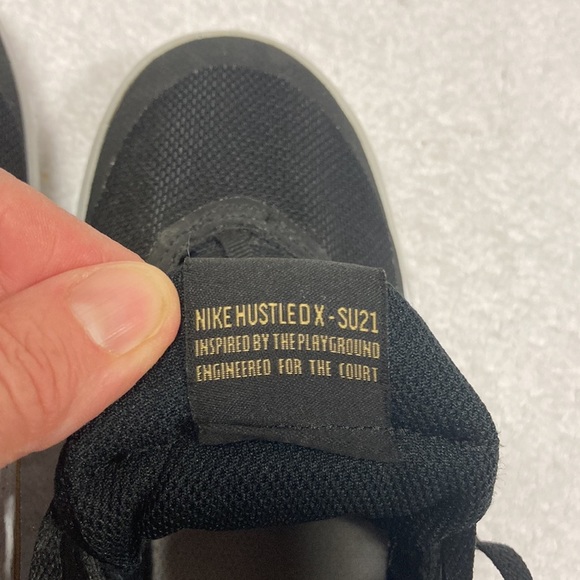 NIKE HUSTLE D X - SU21
INSPIRED BY THE PLAYGROUND
ENGINEERED FOR THE COURT